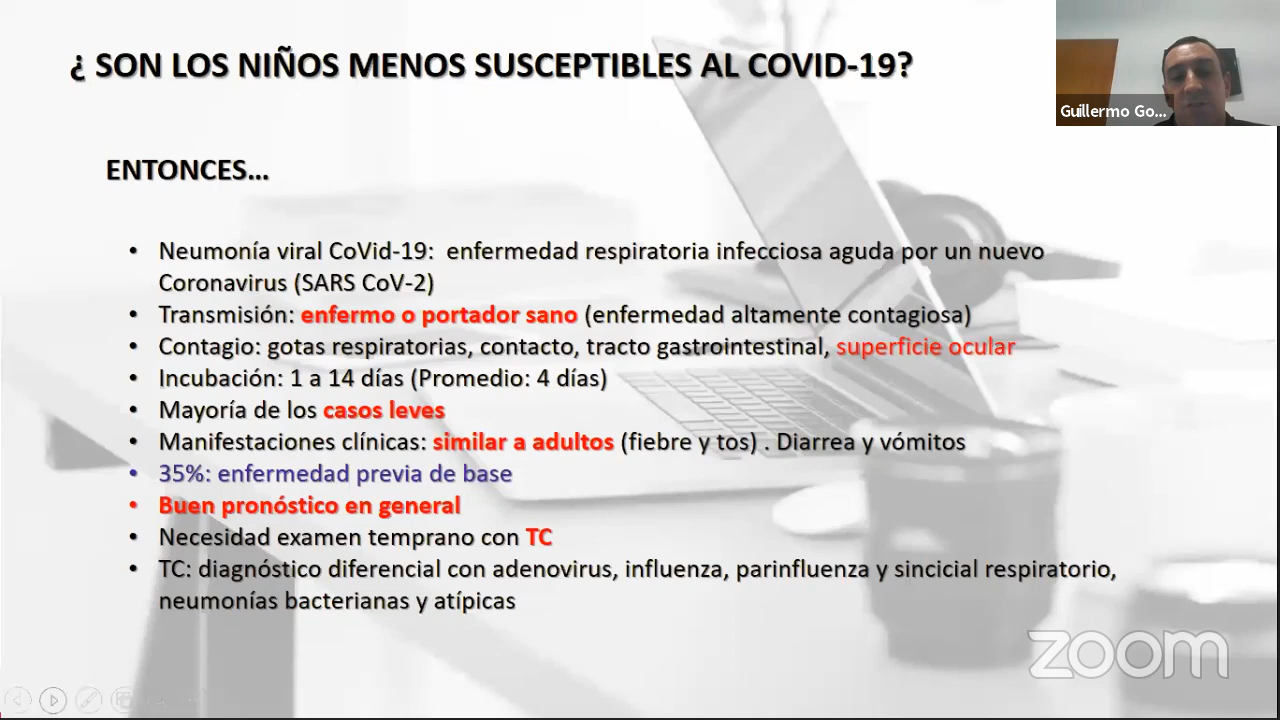 ¿ SON LOS NIÑOS MENOS SUSCEPTIBLES AL COVID-19?
Guillermo Go...
ENTONCES...
• Neumonía viral CoVid-19: enfermedad respiratoria infecciosa aguda por un nuevo
Coronavirus (SARS CoV-2)
• Transmisión: enfermo o portador sano (enfermedad altamente contagiosa)
• Contagio: gotas respiratorias, contacto, tracto gastrointestinal, superficie ocular
• Incubación: 1 a 14 días (Promedio: 4 días)
• Mayoría de los casos leves
• Manifestaciones clínicas: similar a adultos (fiebre y tos) . Diarrea y vómitos
• 35%: enfermedad previa de base
• Buen pronóstico en general
• Necesidad examen temprano con TC
• TC: diagnóstico diferencial con adenovirus, influenza, parinfluenza y sincicial respiratorio,
neumonías bacterianas y atípicas
zoom